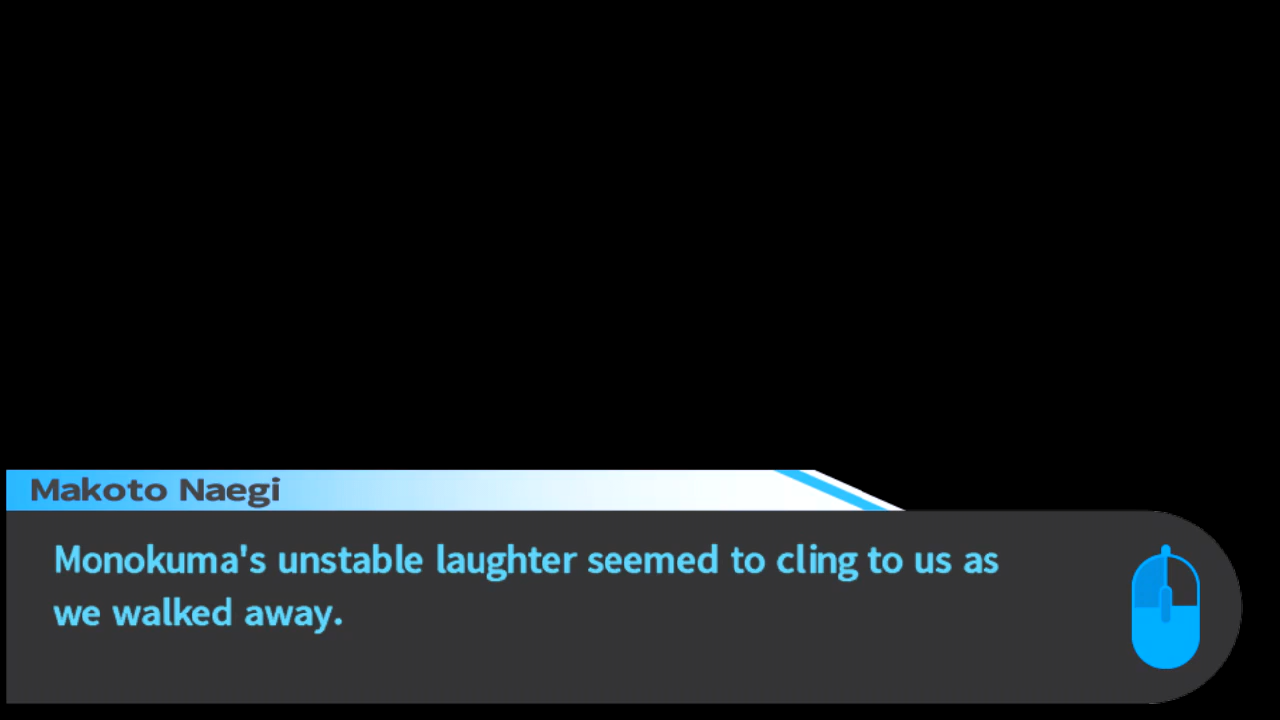 Makoto Naegi
Monokuma's unstable laughter seemed to cling to us as
we walked away.